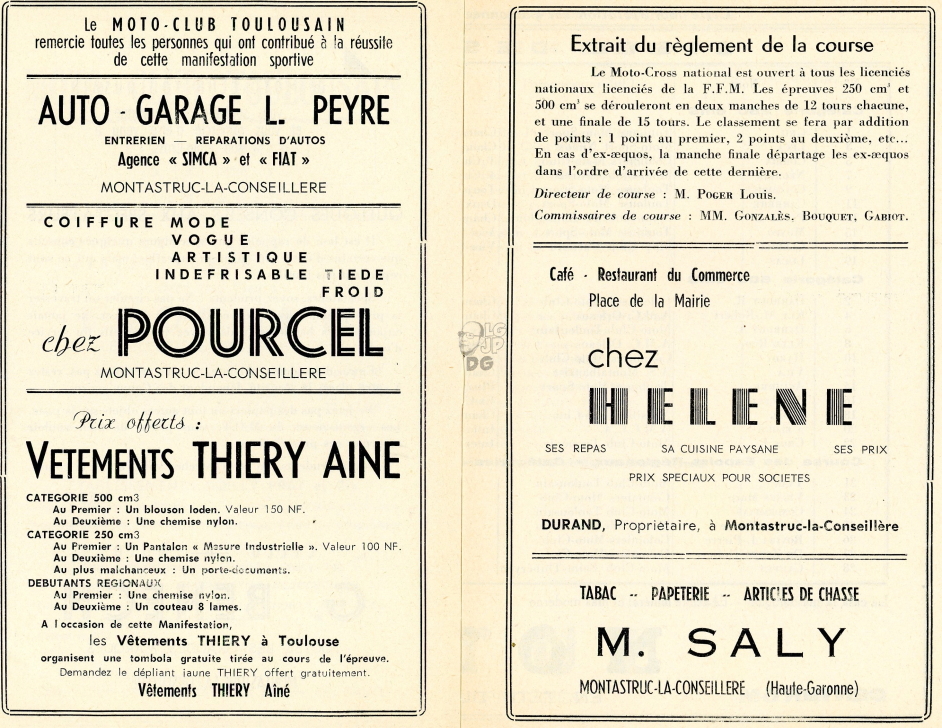 Le MOTO-CLUB TOULOUSAIN
remercie toutes les personnes qui ont contribué à la réussite
de cette manifestation sportive
AUTO - GARAGE L. PEYRE
ENTRERIEN — REPARATIONS D'AUTOS
Agence « SIMCA » et « FIAT »
MONTASTRUC-LA-CONSEILLERE
COIFFURE MODE
VOGUE
ARTISTIQUE
INDEFRISABLE TIEDE
FROID
chez POURCEL
MONTASTRUC-LA-CONSEILLERE
Prix offerts :
VETEMENTS THIERY AINE
CATEGORIE 500 cm3
Au Premier : Un blouson loden. Valeur 150 NF.
Au Deuxième : Une chemise nylon.
CATEGORIE 250 cm3
Au Premier : Un Pantalon « Mesure Industrielle ». Valeur 100 NF.
Au Deuxième : Une chemise nylon.
Au plus malchanceux : Un porte-documents.
DEBUTANTS REGIONAUX
Au Premier : Une chemise nylon.
Au Deuxième : Un couteau 8 lames.
A l'occasion de cette Manifestation,
les Vêtements THIERY à Toulouse
organisent une tombola gratuite tirée au cours de l'épreuve.
Demandez le dépliant jaune THIERY offert gratuitement.
Vêtements THIERY Aîné
LG
JP
DG
Extrait du règlement de la course
Le Moto-Cross national est ouvert à tous les licenciés
nationaux licenciés de la F.F.M. Les épreuves 250 cm³ et
500 cm³ se dérouleront en deux manches de 12 tours chacune,
et une finale de 15 tours. Le classement se fera par addition
de points : 1 point au premier, 2 points au deuxième, etc...
En cas d'ex-æquos, la manche finale départage les ex-æquos
dans l'ordre d'arrivée de cette dernière.
Directeur de course : M. POGER Louis.
Commissaires de course : MM. GONZALÈS, BOUQUET, GABIOT.
Café - Restaurant du Commerce
Place de la Mairie
chez
HELENE
SES REPAS SA CUISINE PAYSANE SES PRIX
PRIX SPECIAUX POUR SOCIETES
DURAND, Proprietaire, à Montastruc-la-Conseillère
TABAC -- PAPETERIE -- ARTICLES DE CHASSE
M. SALY
MONTASTRUC-LA-CONSEILLERE (Haute-Garonne)